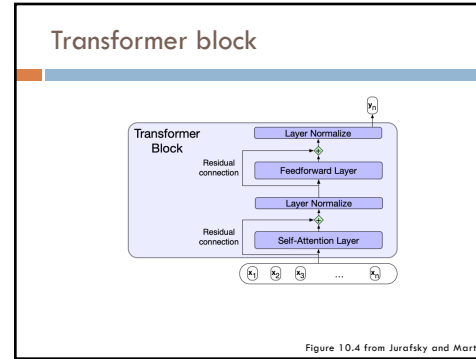 Transformer block
yn
Transformer
Block
Layer Normalize
+
Residual
connection
Feedforward Layer
Layer Normalize
+
Residual
connection
Self-Attention Layer
x1 x2 x3 ... xn
Figure 10.4 from Jurafsky and Mart